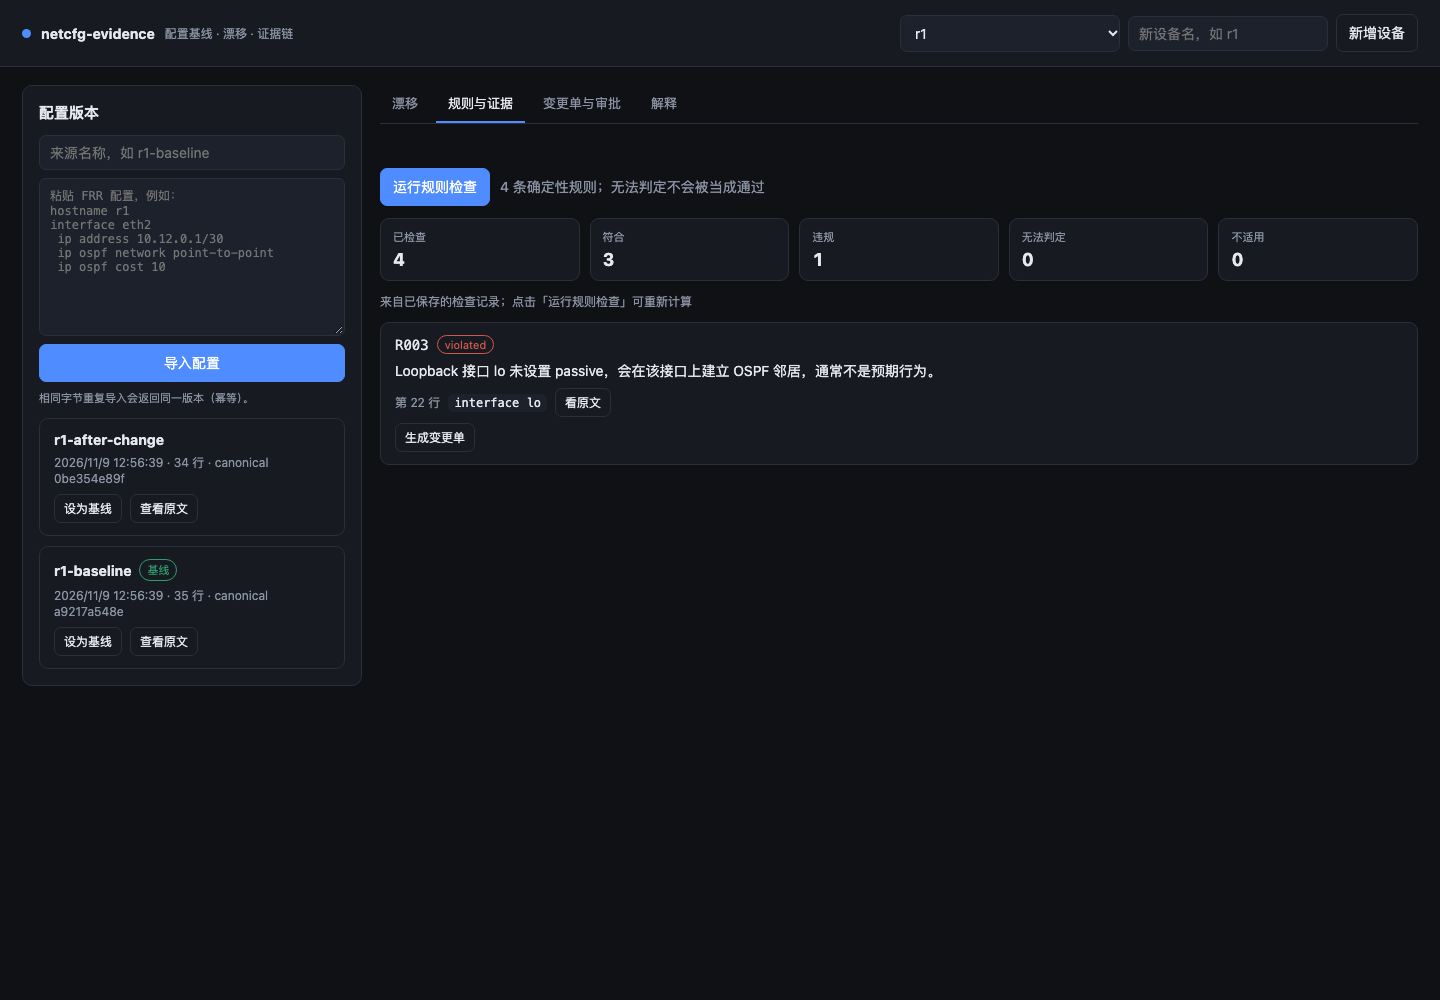 netcfg-evidence 配置基线 · 漂移 · 证据链
r1
新设备名，如 r1
新增设备
配置版本
来源名称，如 r1-baseline
粘贴 FRR 配置，例如：
hostname r1
interface eth2
 ip address 10.12.0.1/30
 ip ospf network point-to-point
 ip ospf cost 10
导入配置
相同字节重复导入会返回同一版本（幂等）。
r1-after-change
2026/11/9 12:56:39 · 34 行 · canonical
0be354e89f
设为基线 查看原文
r1-baseline 基线
2026/11/9 12:56:39 · 35 行 · canonical
a9217a548e
设为基线 查看原文
漂移 规则与证据 变更单与审批 解释
运行规则检查 4 条确定性规则；无法判定不会被当成通过
已检查
4
符合
3
违规
1
无法判定
0
不适用
0
来自已保存的检查记录；点击「运行规则检查」可重新计算
R003 violated
Loopback 接口 lo 未设置 passive，会在该接口上建立 OSPF 邻居，通常不是预期行为。
第 22 行 interface lo 看原文
生成变更单